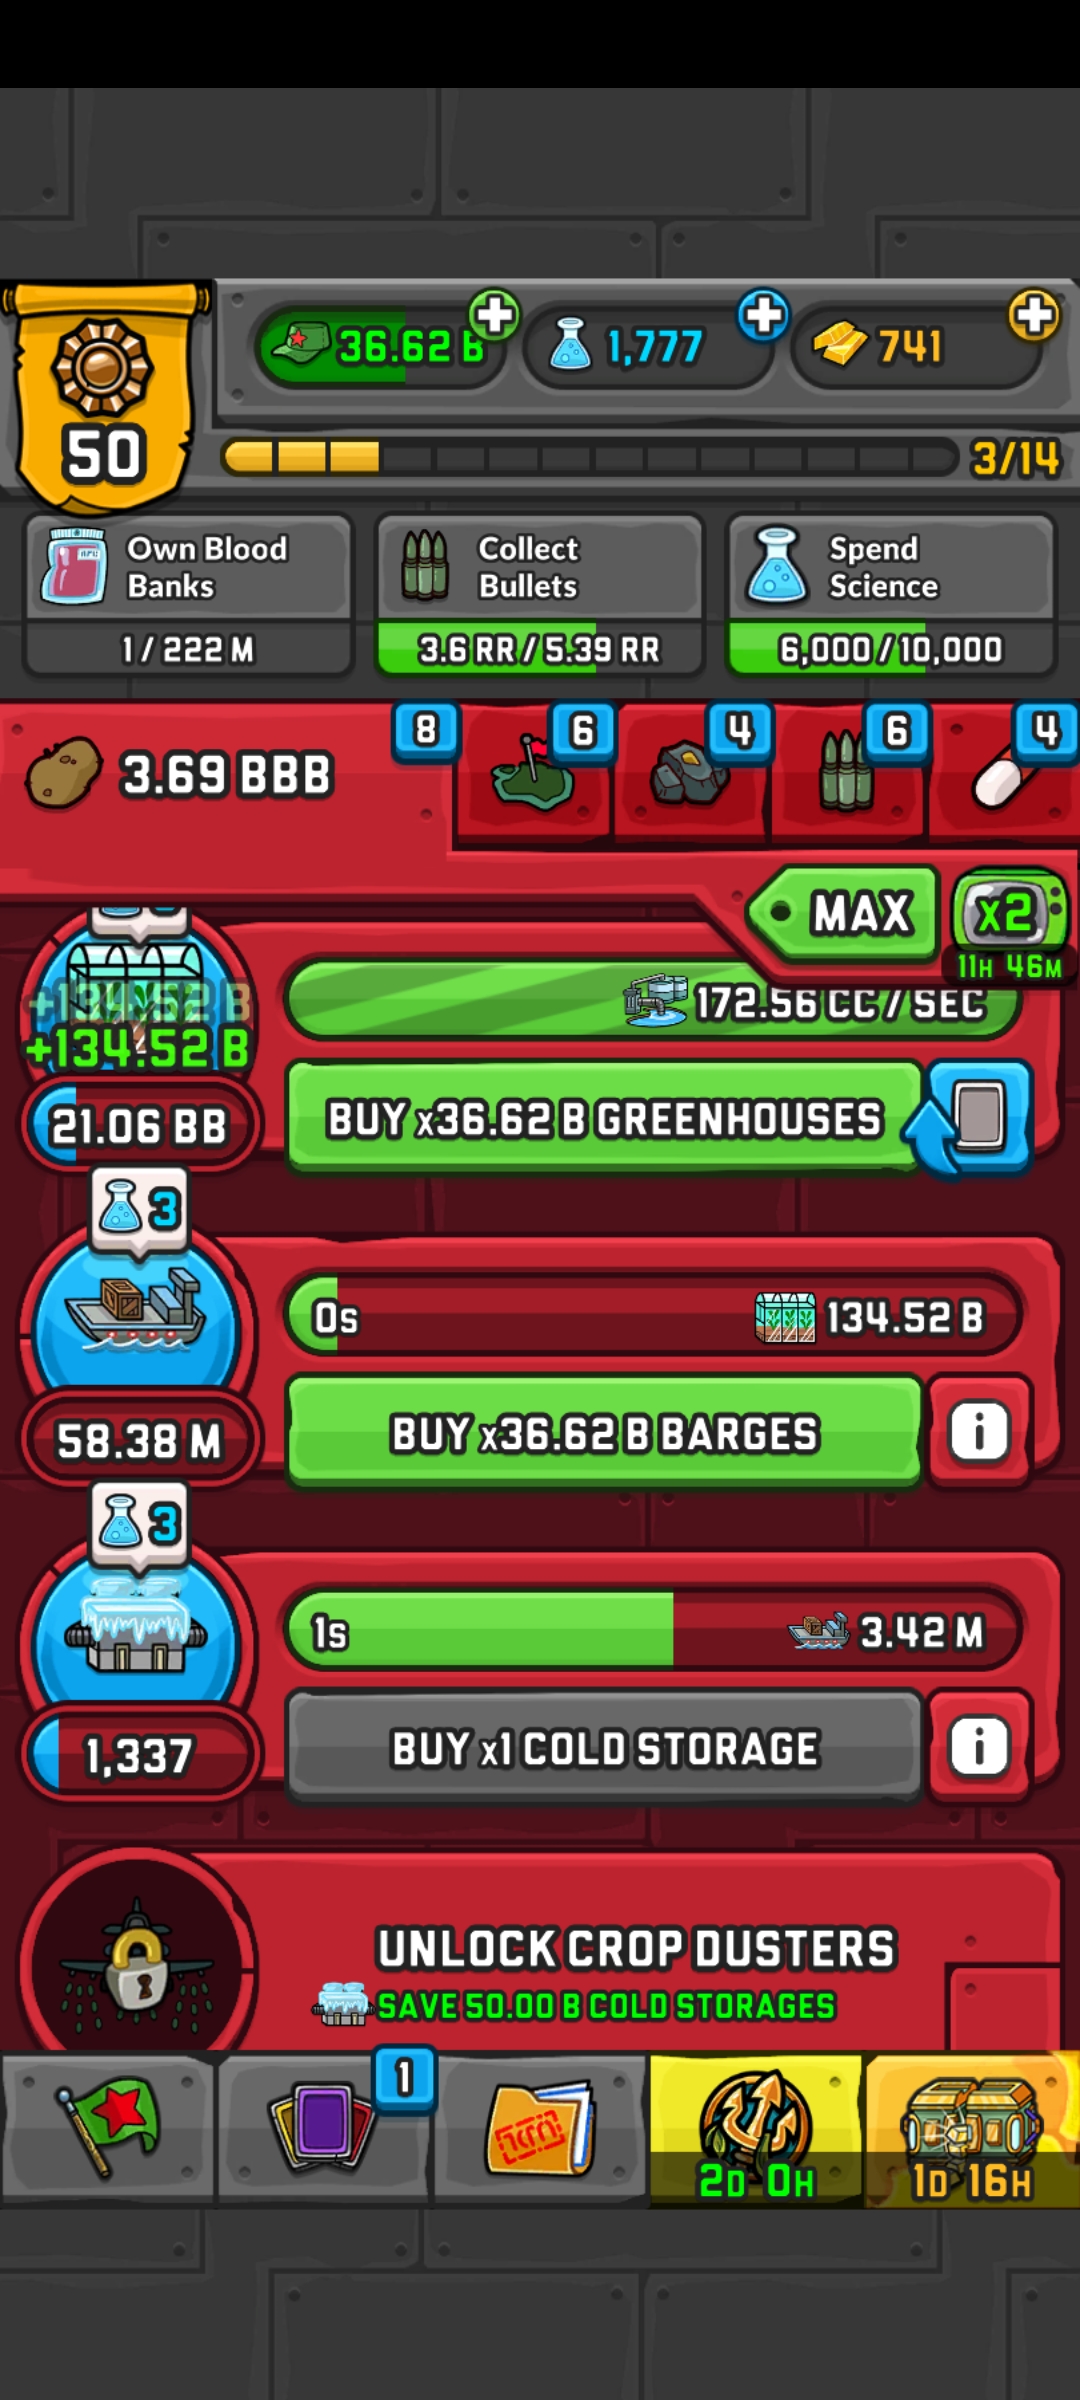 36.62 B
1,777
741
50
3/14
Own Blood
Banks
1 / 222 M
Collect
Bullets
3.6 RR / 5.39 RR
Spend
Science
6,000 / 10,000
3.69 BBB
8
6
4
6
4
MAX
x2
11H 46M
+134.52 B
+134.52 B
172.56 CC / SEC
21.06 BB
BUY x36.62 B GREENHOUSES
3
0s
134.52 B
58.38 M
BUY x36.62 B BARGES
i
3
1s
3.42 M
1,337
BUY x1 COLD STORAGE
i
UNLOCK CROP DUSTERS
SAVE 50.00 B COLD STORAGES
1
2D 0H
1D 16H